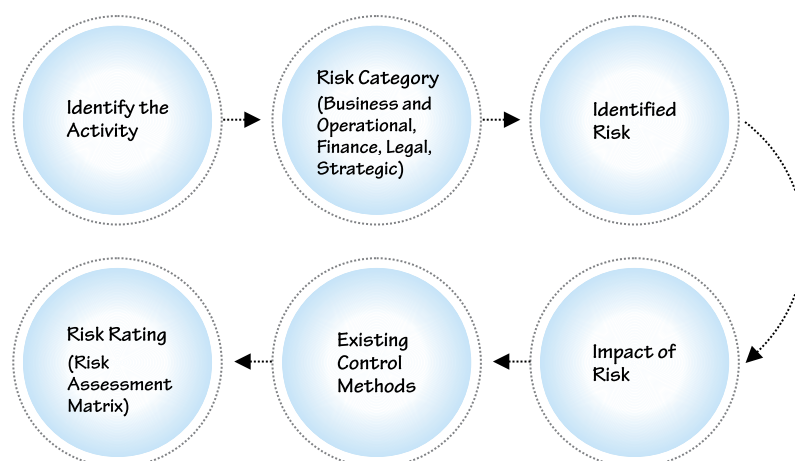 Identify the
Activity
Risk Category
(Business and
Operational,
Finance, Legal,
Strategic)
Identified
Risk
Risk Rating
(Risk
Assessment
Matrix)
Existing
Control
Methods
Impact of
Risk